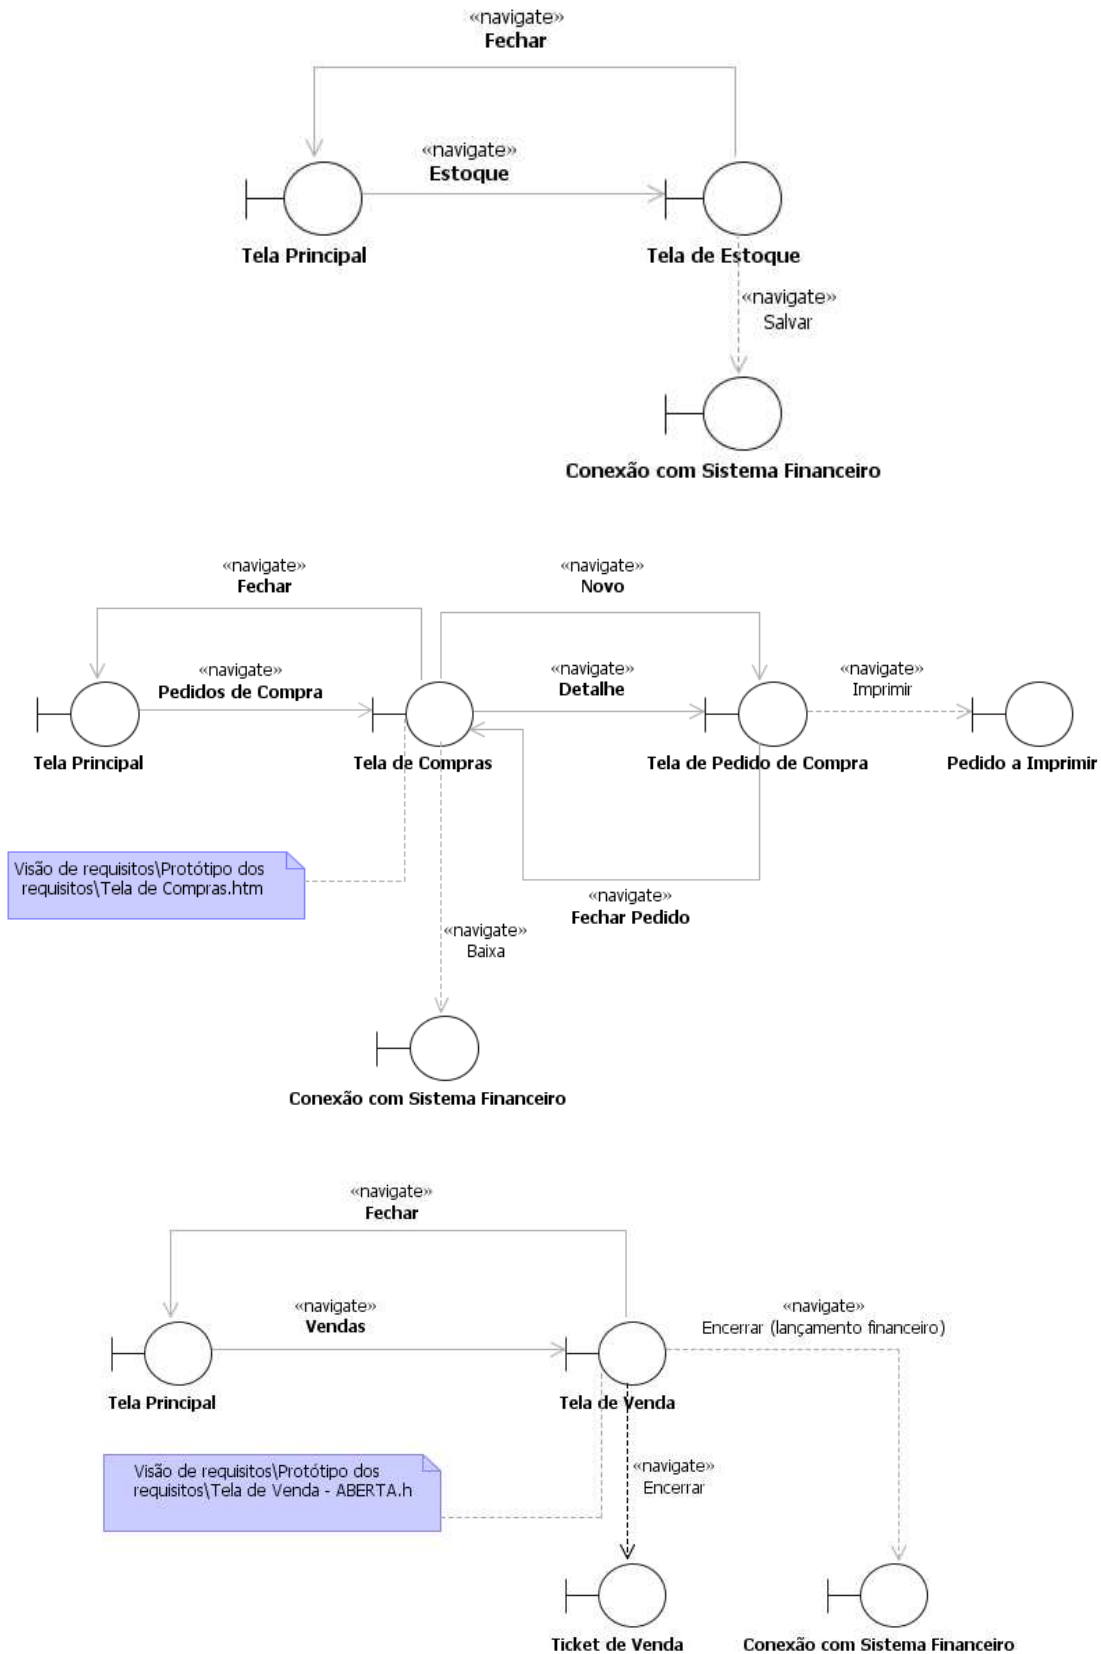 «navigate»
Fechar
«navigate»
Estoque
Tela Principal
Tela de Estoque
«navigate»
Salvar
Conexão com Sistema Financeiro
«navigate»
Fechar
«navigate»
Novo
«navigate»
Pedidos de Compra
«navigate»
Detalhe
«navigate»
Imprimir
Tela Principal
Tela de Compras
Tela de Pedido de Compra
Pedido a Imprimir
Visão de requisitos\Protótipo dos
requisitos\Tela de Compras.htm
«navigate»
Fechar Pedido
«navigate»
Baixa
Conexão com Sistema Financeiro
«navigate»
Fechar
«navigate»
Vendas
«navigate»
Encerrar (lançamento financeiro)
Tela Principal
Tela de Venda
Visão de requisitos\Protótipo dos
requisitos\Tela de Venda - ABERTA.h
«navigate»
Encerrar
Ticket de Venda
Conexão com Sistema Financeiro